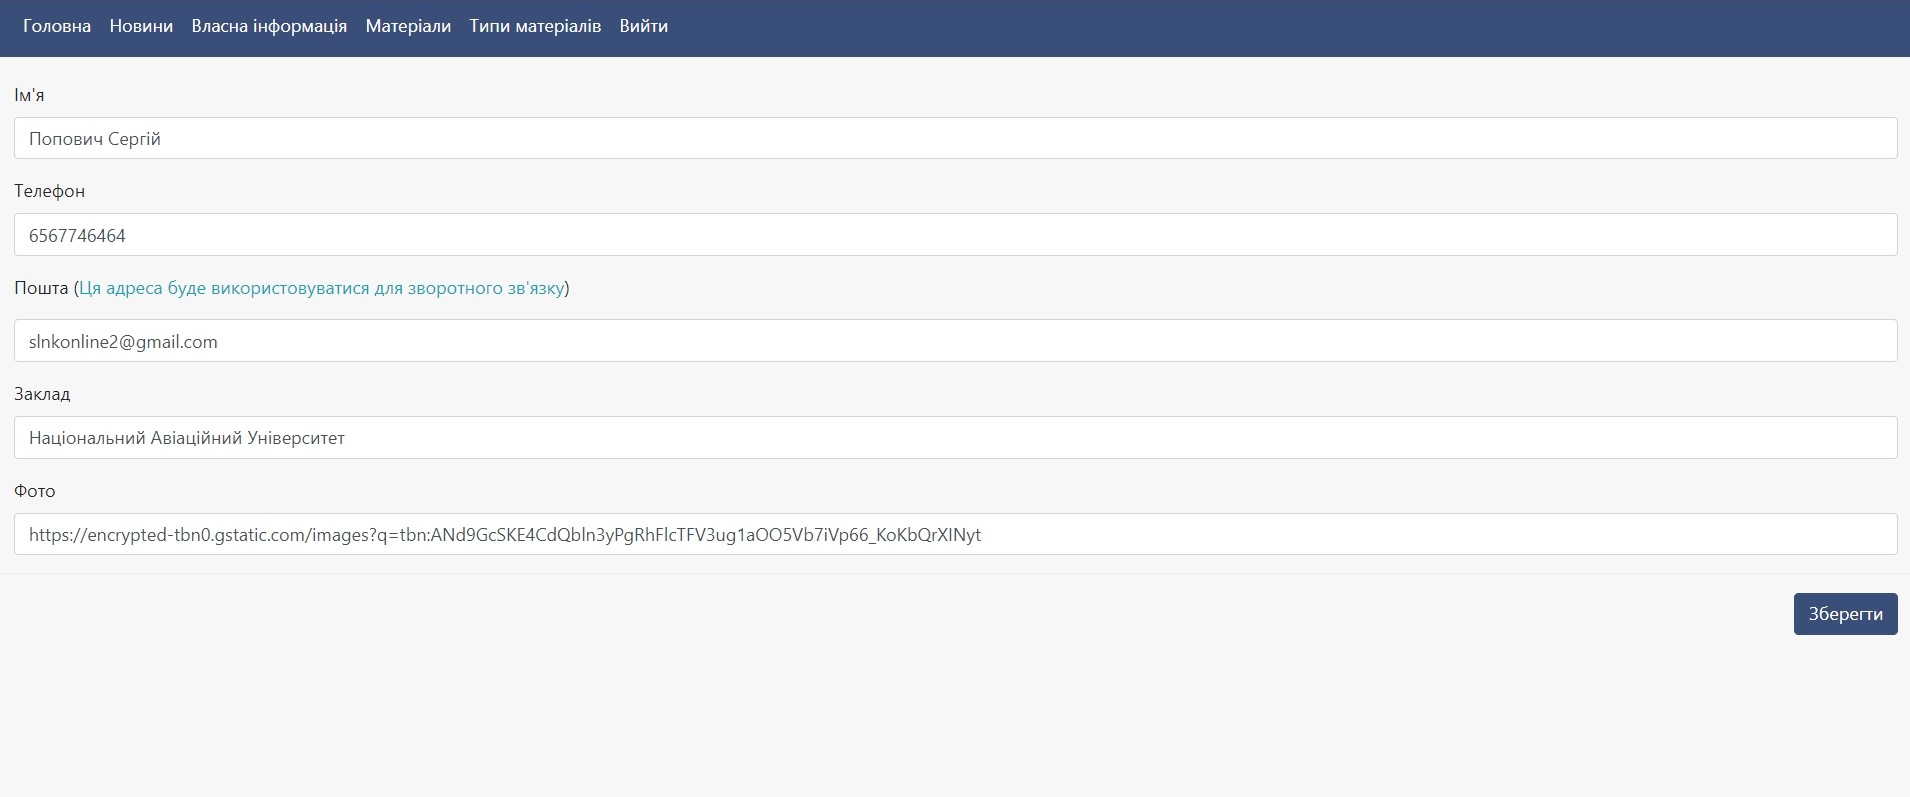 Головна Новини Власна інформація Матеріали Типи матеріалів Вийти
Ім'я
Попович Сергій
Телефон
6567746464
Пошта (Ця адреса буде використовуватися для зворотного зв'язку)
slnkonline2@gmail.com
Заклад
Національний Авіаційний Університет
Фото
https://encrypted-tbn0.gstatic.com/images?q=tbn:ANd9GcSKE4CdQbln3yPgRhFlcTFV3ug1aOO5Vb7iVp66_KoKbQrXINyt
Зберегти